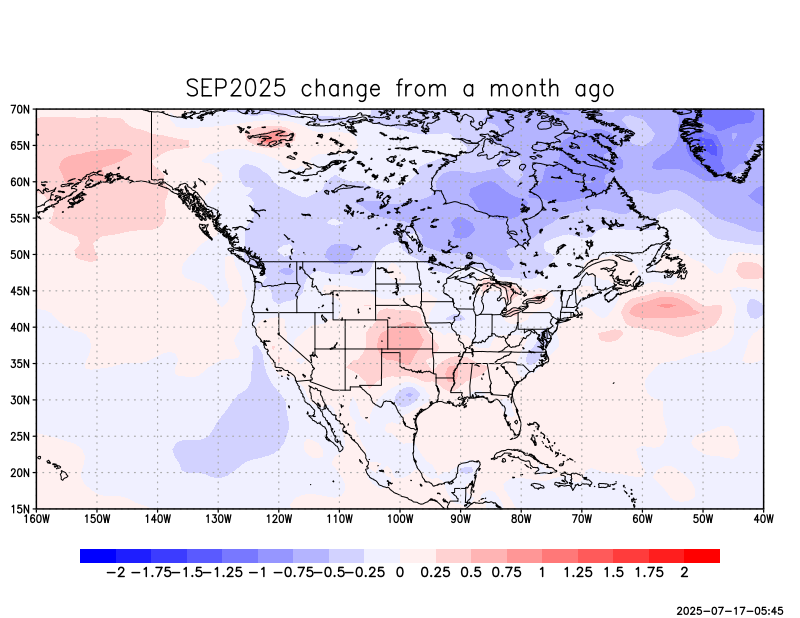 SEP2025 change from a month ago
70N
65N
60N
55N
50N
45N
40N
35N
30N
25N
20N
15N
160W 150W 140W 130W 120W 110W 100W 90W 80W 70W 60W 50W 40W
−2 −1.75 −1.5 −1.25 −1 −0.75 −0.5 −0.25 0 0.25 0.5 0.75 1 1.25 1.5 1.75 2
2025-07-17-05:45